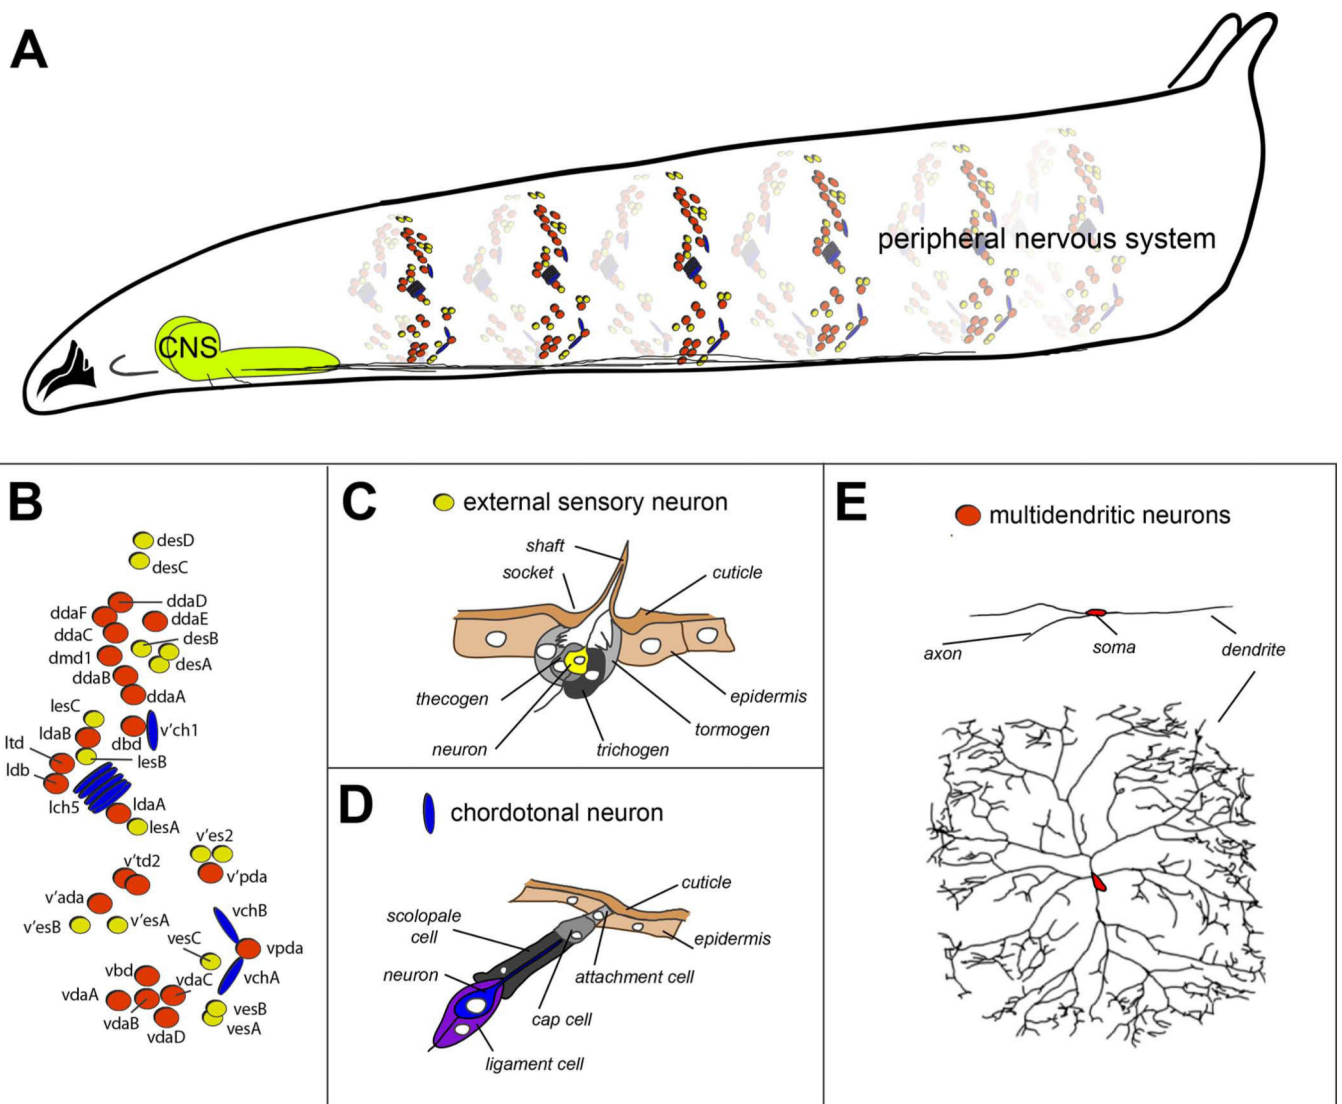 A
peripheral nervous system
CNS
B
desD
desC
ddaD
ddaF
ddaE
ddaC
desB
dmd1
desA
ddaB
ddaA
lesC
ldaB
v'ch1
ltd
dbd
lesB
ldb
lch5
ldaA
lesA
v'es2
v'td2
v'pda
v'ada
vchB
v'esB
v'esA
vesC
vpda
vbd
vdaC
vchA
vdaA
vesB
vdaB
vesA
vdaD
C
external sensory neuron
shaft
socket
cuticle
thecogen
epidermis
tormogen
neuron
trichogen
D
chordotonal neuron
cuticle
scolopale
cell
epidermis
neuron
attachment cell
cap cell
ligament cell
E
multidendritic neurons
axon
soma
dendrite